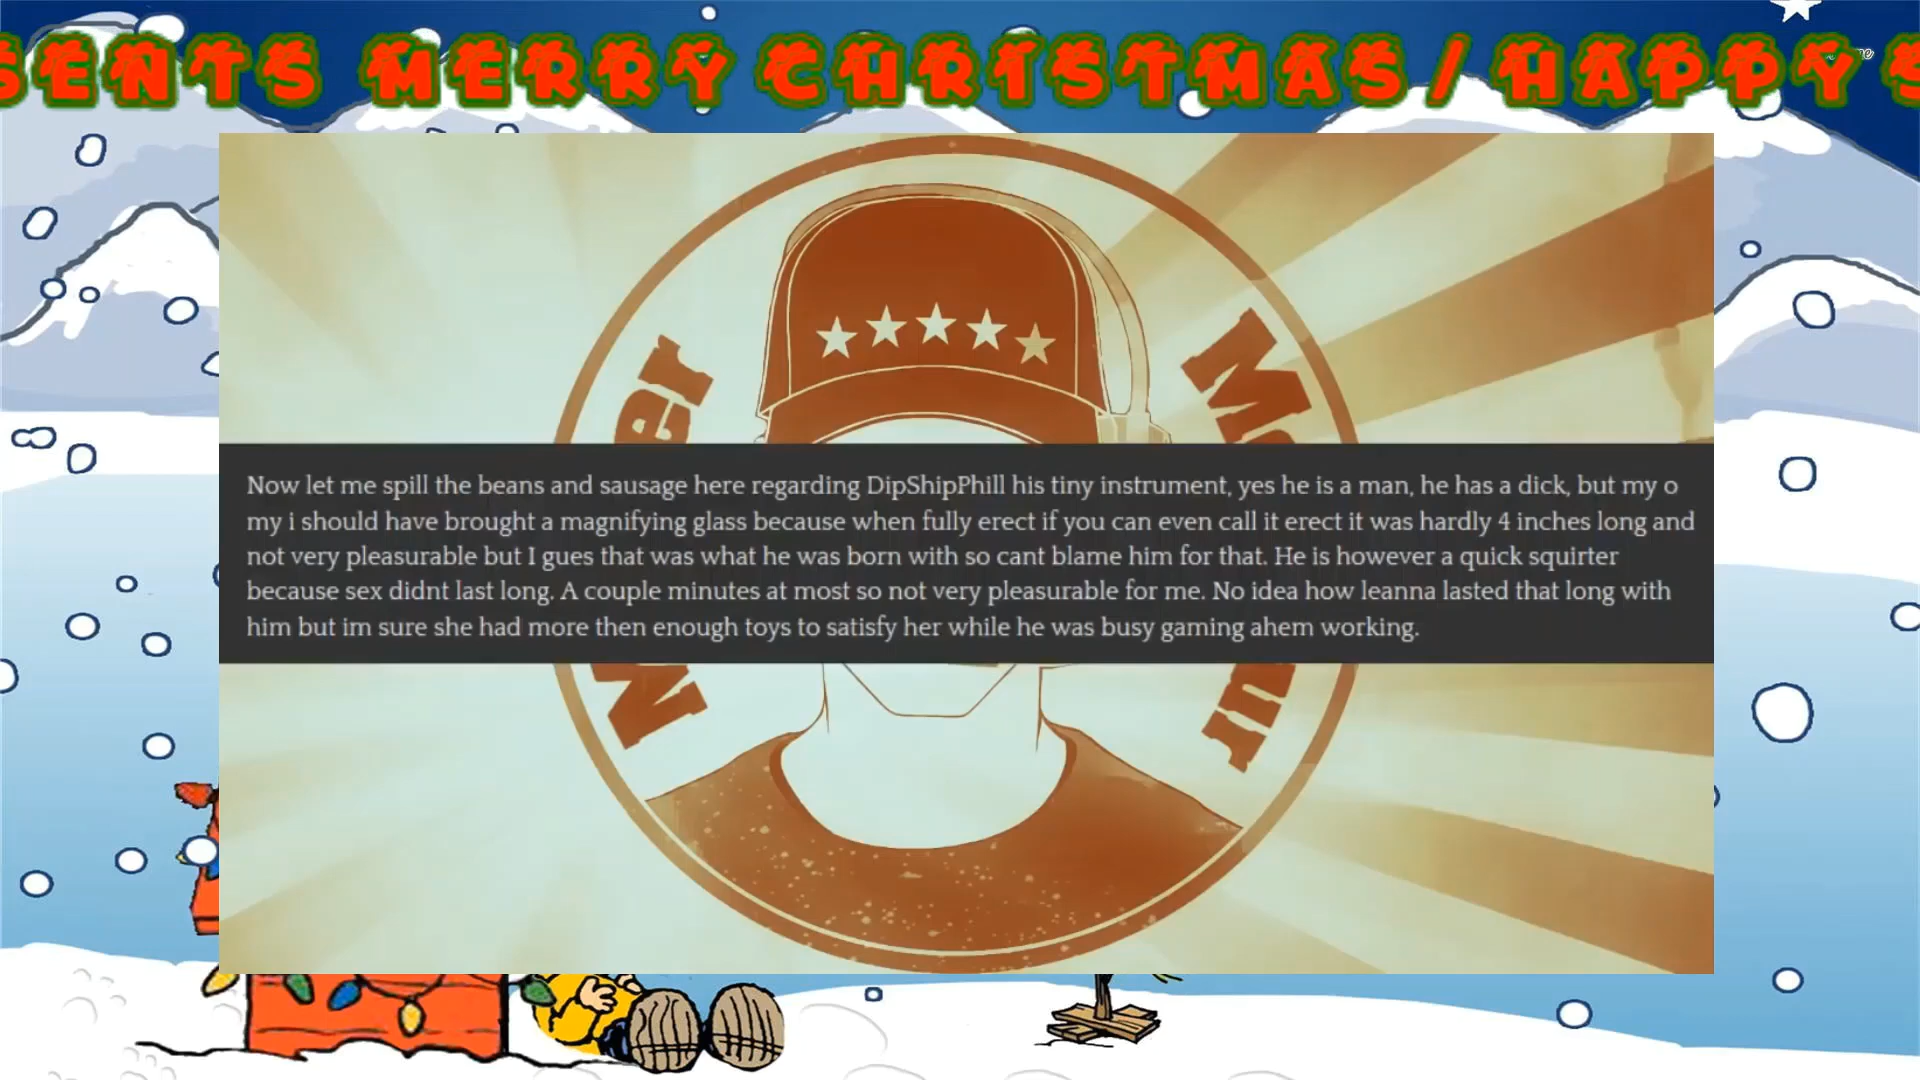 SENTS MERRY CHRISTMAS / HAPPY S
er
M
Now let me spill the beans and sausage here regarding DipShipPhill his tiny instrument, yes he is a man, he has a dick, but my o
my i should have brought a magnifying glass because when fully erect if you can even call it erect it was hardly 4 inches long and
not very pleasurable but I gues that was what he was born with so cant blame him for that. He is however a quick squirter
because sex didnt last long. A couple minutes at most so not very pleasurable for me. No idea how leanna lasted that long with
him but im sure she had more then enough toys to satisfy her while he was busy gaming ahem working.
M
ur